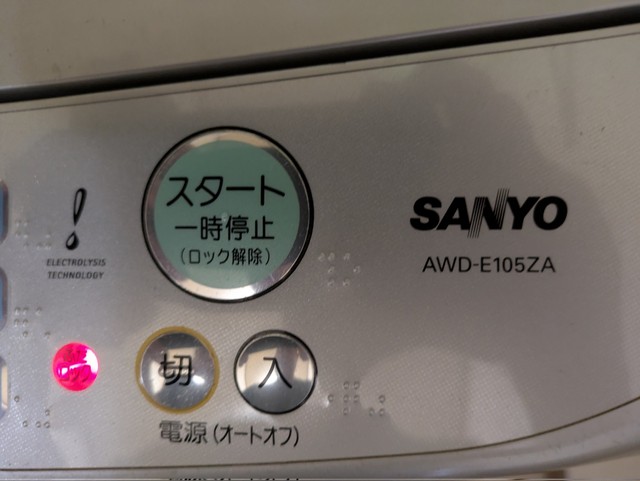 スタート
一時停止
(ロック解除)
ELECTROLYSIS
TECHNOLOGY
SANYO
AWD-E105ZA
切
入
電源(オートオフ)